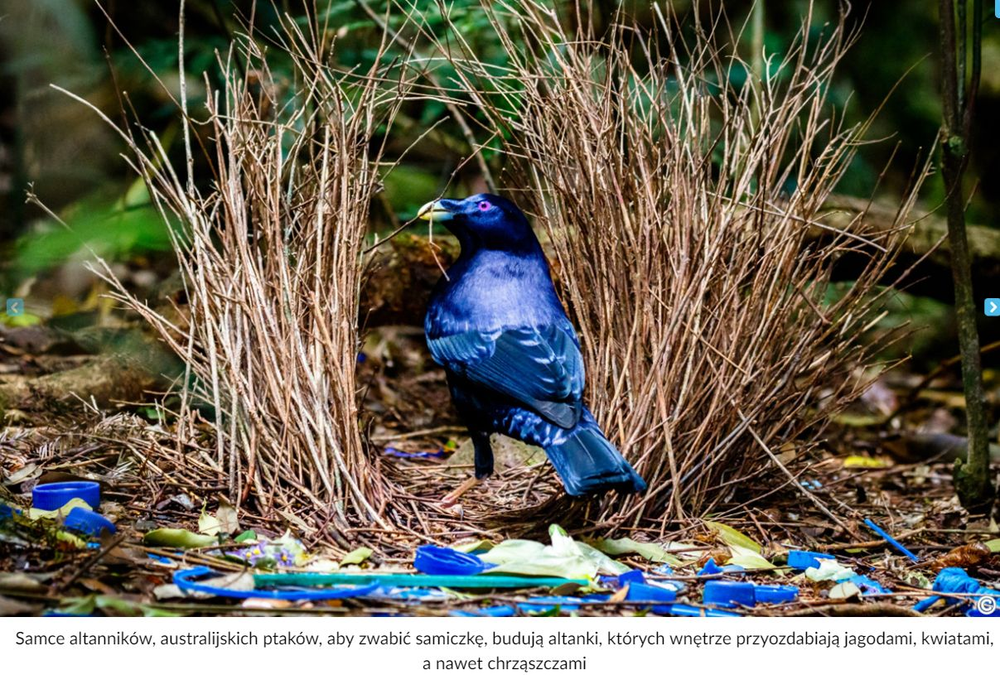 ©
Samce altanników, australijskich ptaków, aby zwabić samiczkę, budują altanki, których wnętrze przyozdabiają jagodami, kwiatami,
a nawet chrząszczami